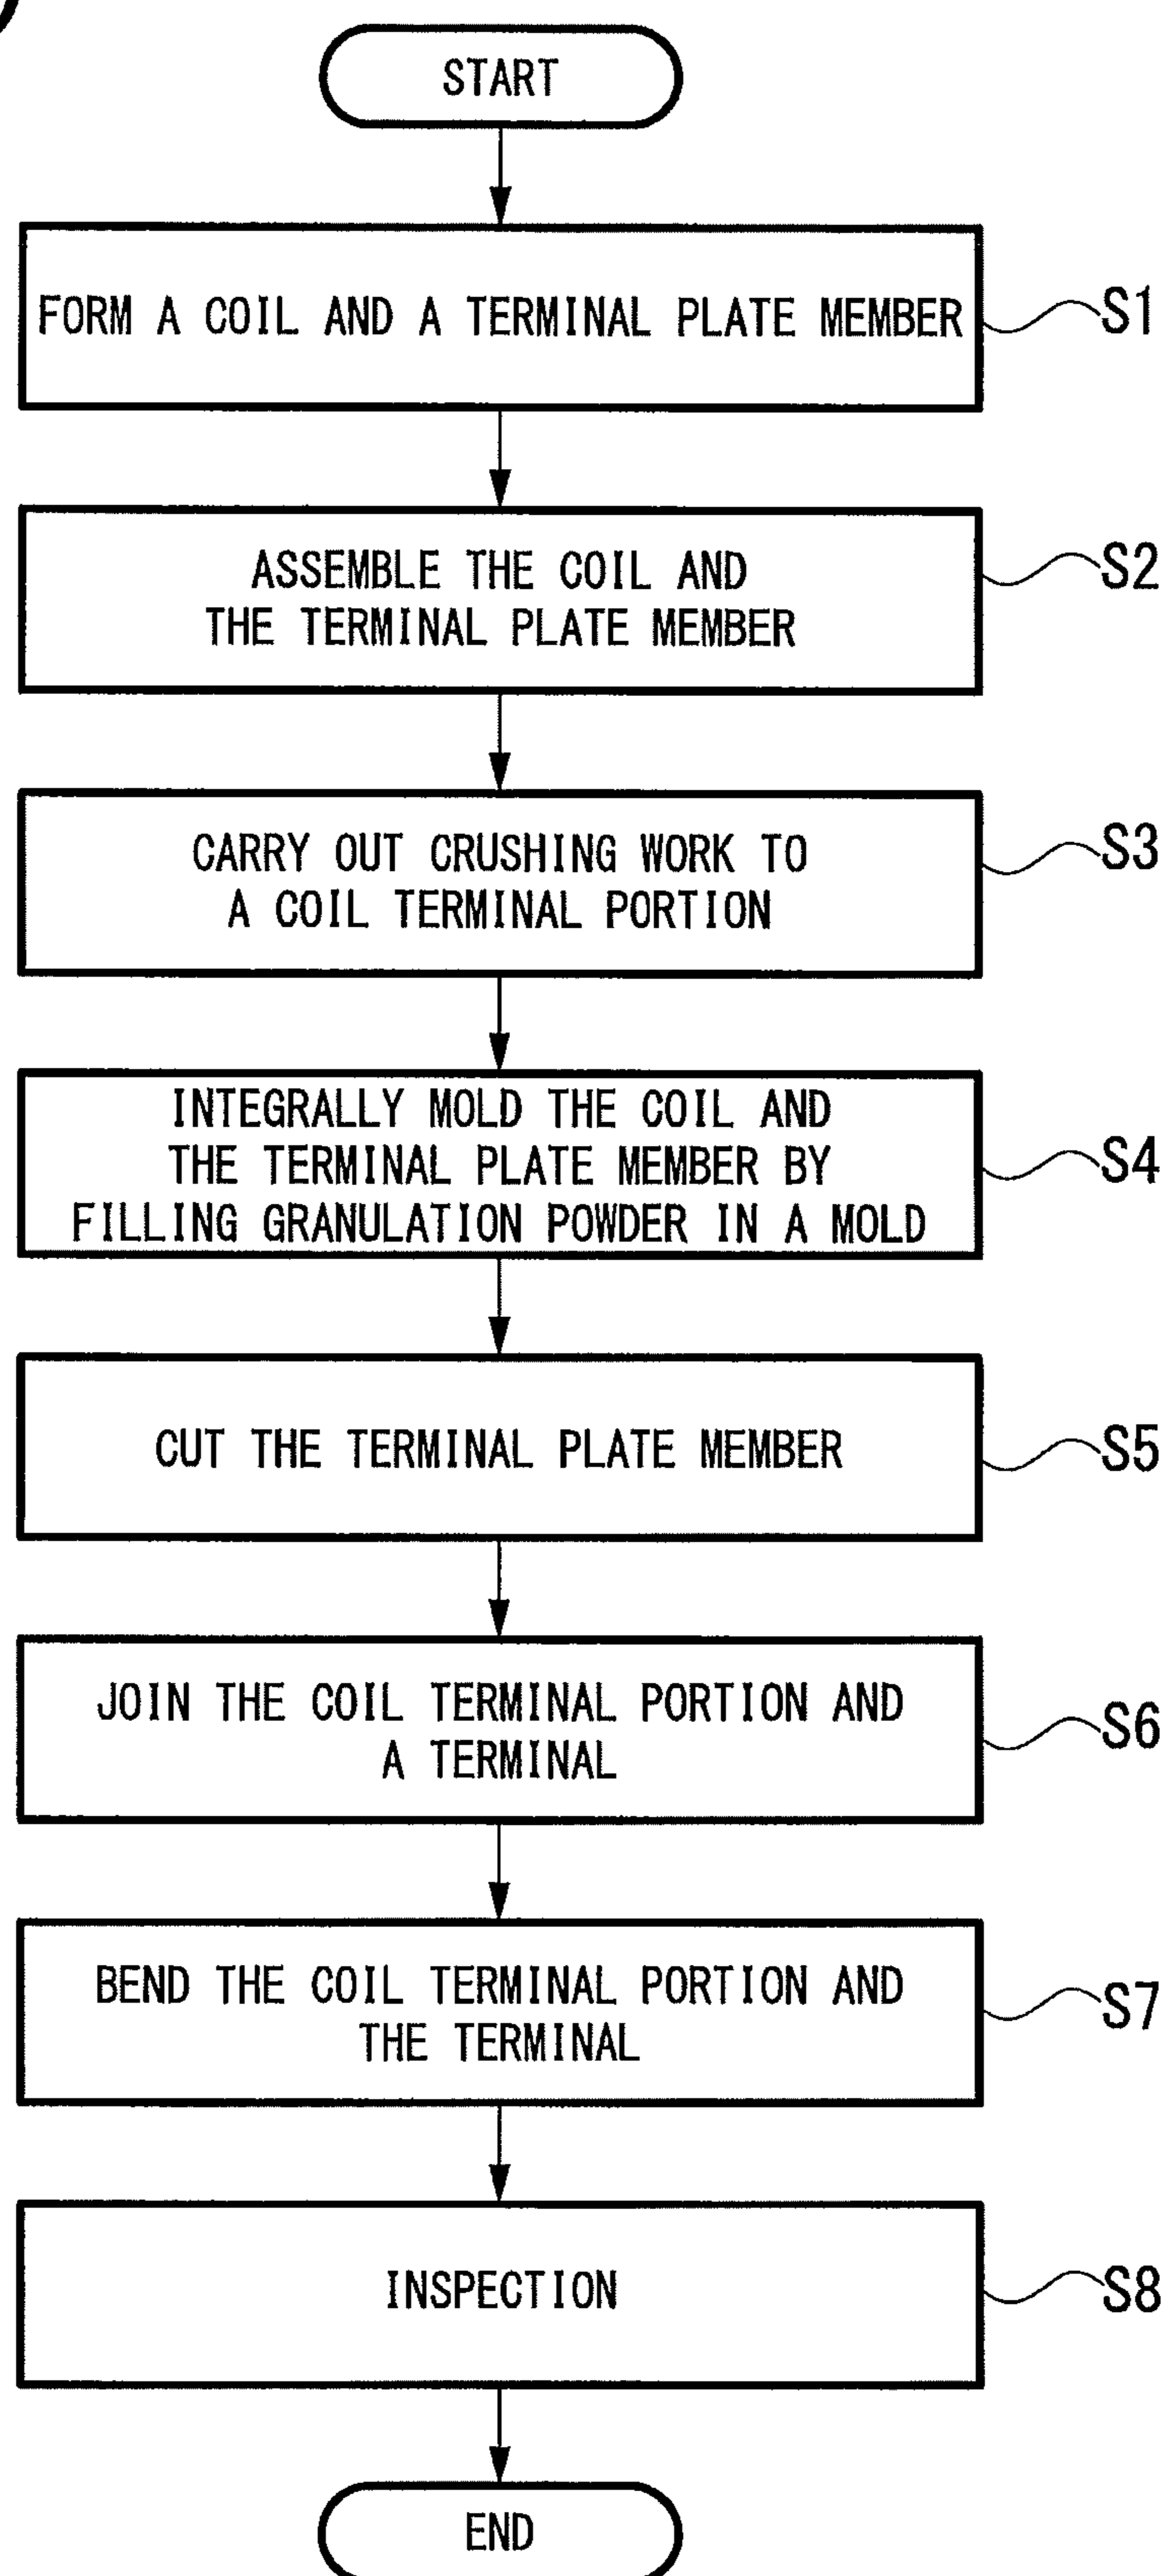 START
FORM A COIL AND A TERMINAL PLATE MEMBER
S1
ASSEMBLE THE COIL AND
THE TERMINAL PLATE MEMBER
S2
CARRY OUT CRUSHING WORK TO
A COIL TERMINAL PORTION
S3
INTEGRALLY MOLD THE COIL AND
THE TERMINAL PLATE MEMBER BY
FILLING GRANULATION POWDER IN A MOLD
S4
CUT THE TERMINAL PLATE MEMBER
S5
JOIN THE COIL TERMINAL PORTION AND
A TERMINAL
S6
BEND THE COIL TERMINAL PORTION AND
THE TERMINAL
S7
INSPECTION
S8
END